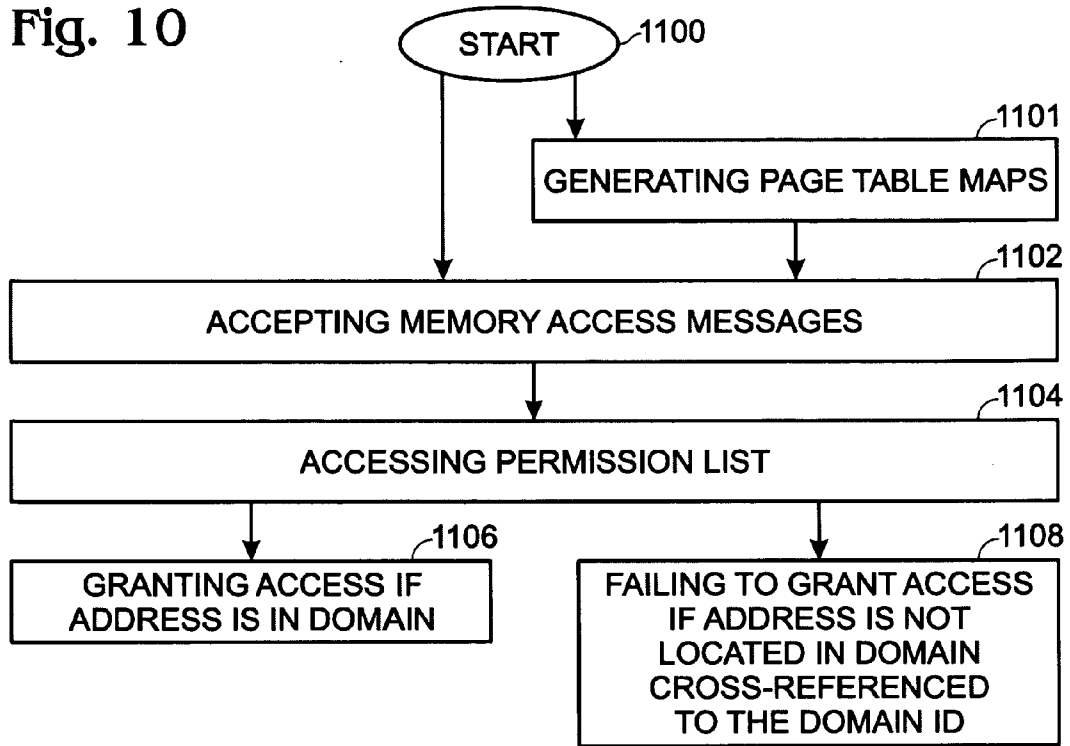 Fig. 10
START
1100
1101
GENERATING PAGE TABLE MAPS
1102
ACCEPTING MEMORY ACCESS MESSAGES
1104
ACCESSING PERMISSION LIST
1106
GRANTING ACCESS IF
ADDRESS IS IN DOMAIN
1108
FAILING TO GRANT ACCESS
IF ADDRESS IS NOT
LOCATED IN DOMAIN
CROSS-REFERENCED
TO THE DOMAIN ID